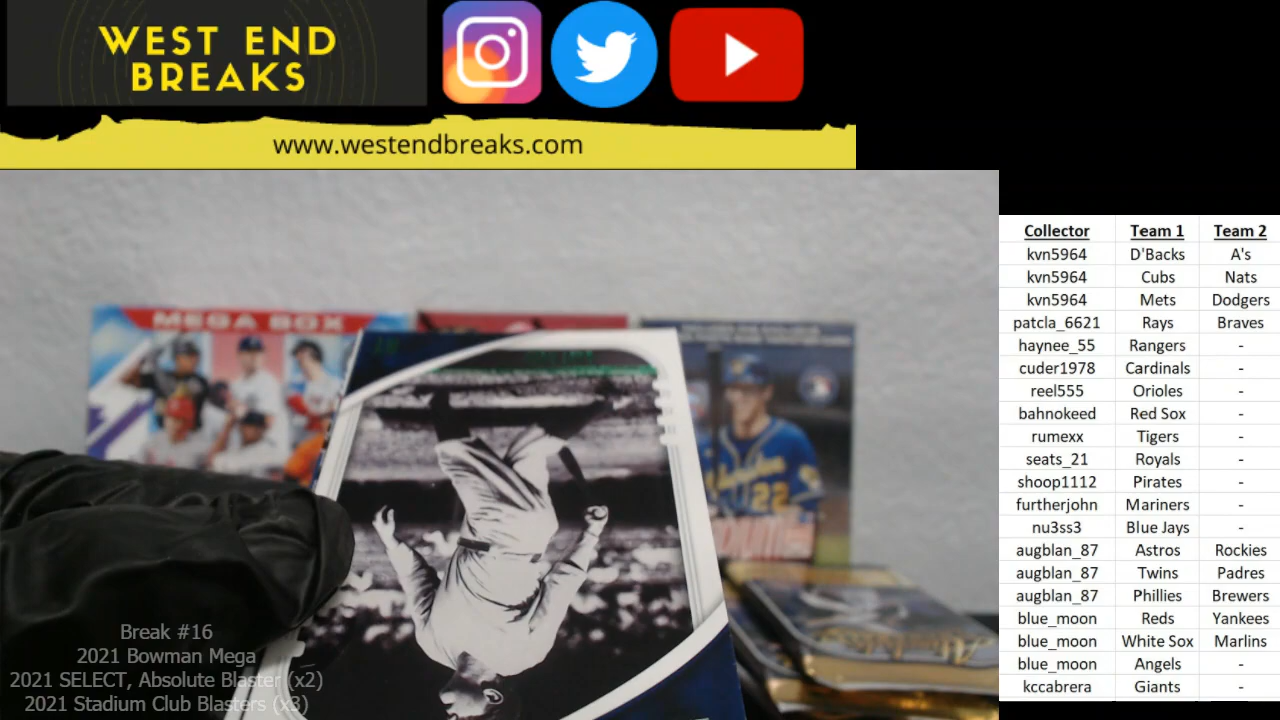 WEST END
BREAKS
www.westendbreaks.com
Collector Team 1 Team 2
kvn5964 D'Backs A's
kvn5964 Cubs Nats
kvn5964 Mets Dodgers
patcla_6621 Rays Braves
haynee_55 Rangers -
cuder1978 Cardinals -
reel555 Orioles -
bahnokeed Red Sox -
rumexx Tigers -
seats_21 Royals -
shoop1112 Pirates -
furtherjohn Mariners -
nu3ss3 Blue Jays -
augblan_87 Astros Rockies
augblan_87 Twins Padres
augblan_87 Phillies Brewers
blue_moon Reds Yankees
blue_moon White Sox Marlins
blue_moon Angels -
kccabrera Giants -
MEGA BOX
22
Break #16
2021 Bowman Mega
2021 SELECT, Absolute Blaster (x2)
2021 Stadium Club Blasters (x3)